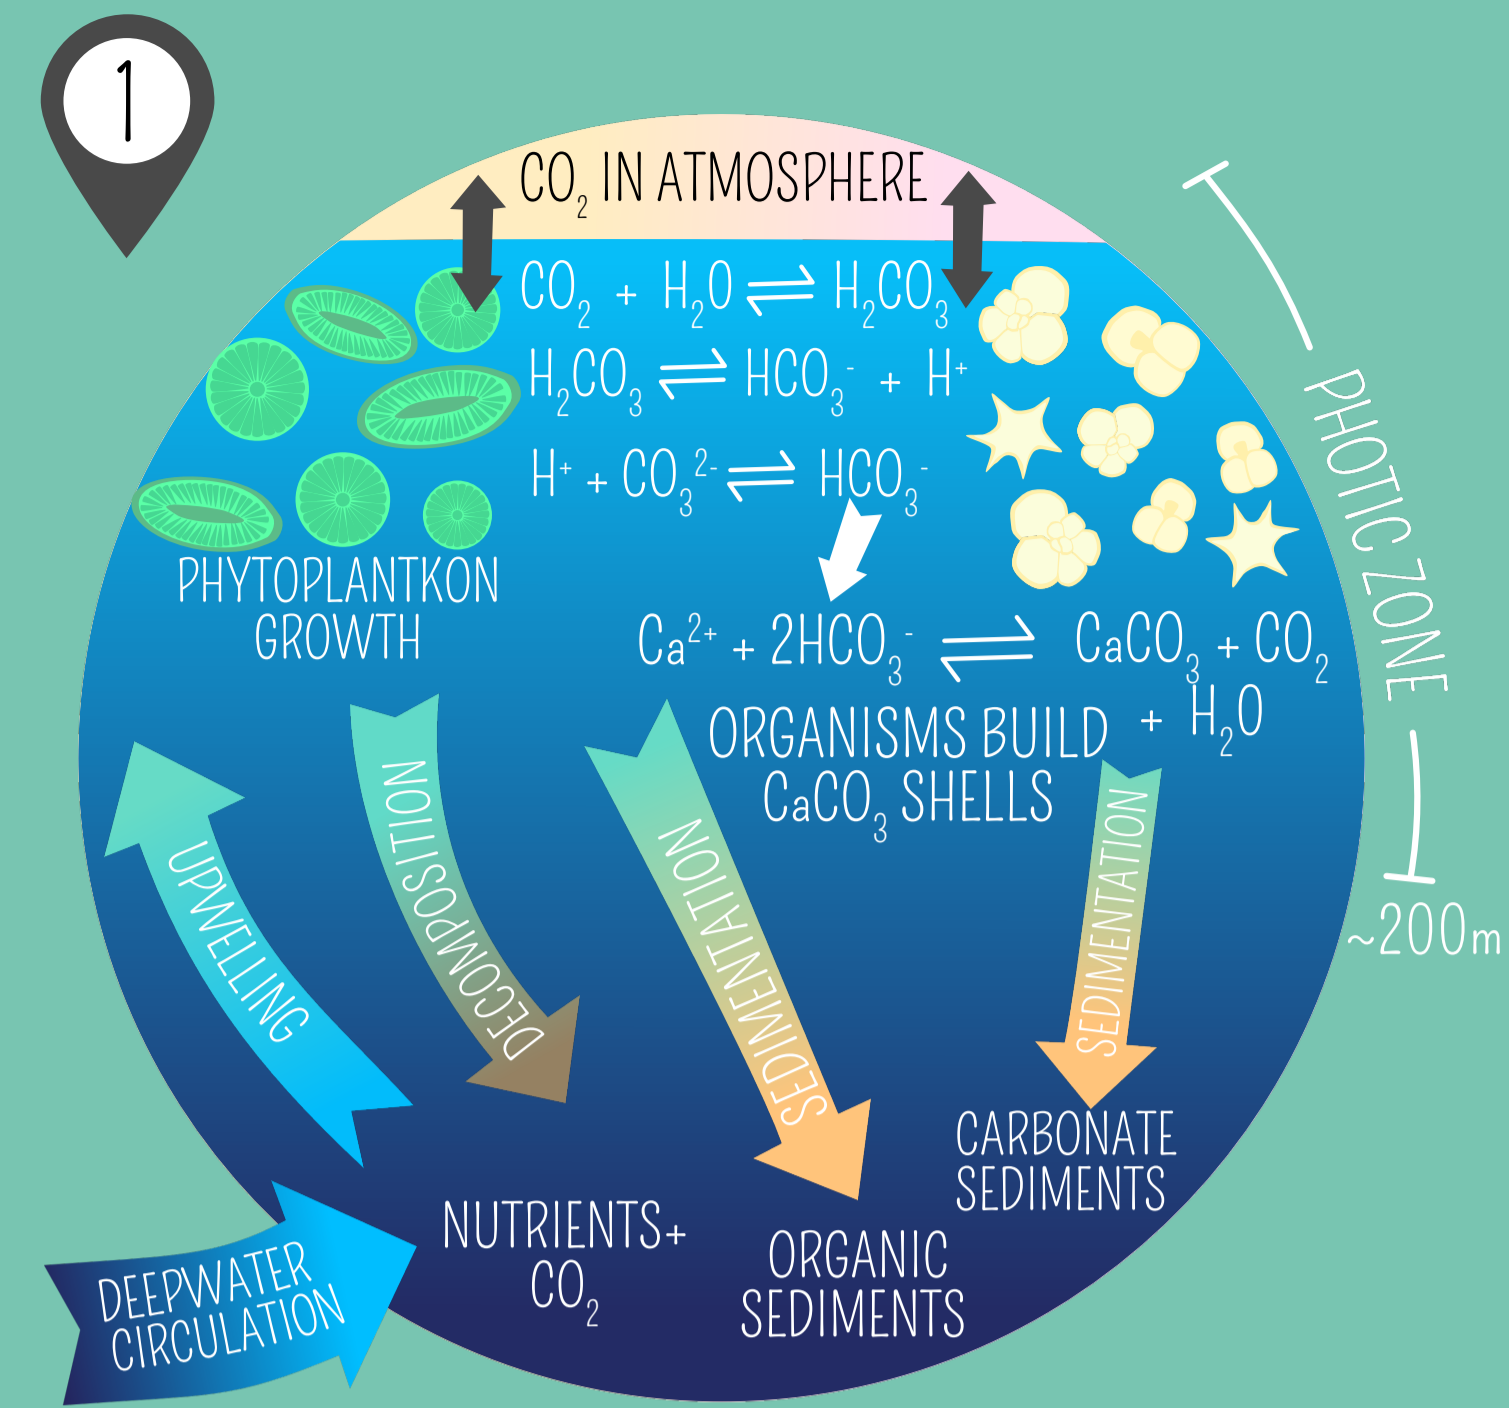 1
CO₂ IN ATMOSPHERE
CO₂ + H₂O ⇌ H₂CO₃
H₂CO₃ ⇌ HCO₃⁻ + H⁺
H⁺ + CO₃²⁻ ⇌ HCO₃⁻
PHYTOPLANTKON
GROWTH
Ca²⁺ + 2HCO₃⁻ ⇌ CaCO₃ + CO₂
+ H₂O
ORGANISMS BUILD
CaCO₃ SHELLS
PHOTIC ZONE
~200m
UPWELLING
DECOMPOSITION
SEDIMENTATION
SEDIMENTATION
CARBONATE
SEDIMENTS
NUTRIENTS+
CO₂
ORGANIC
SEDIMENTS
DEEPWATER
CIRCULATION